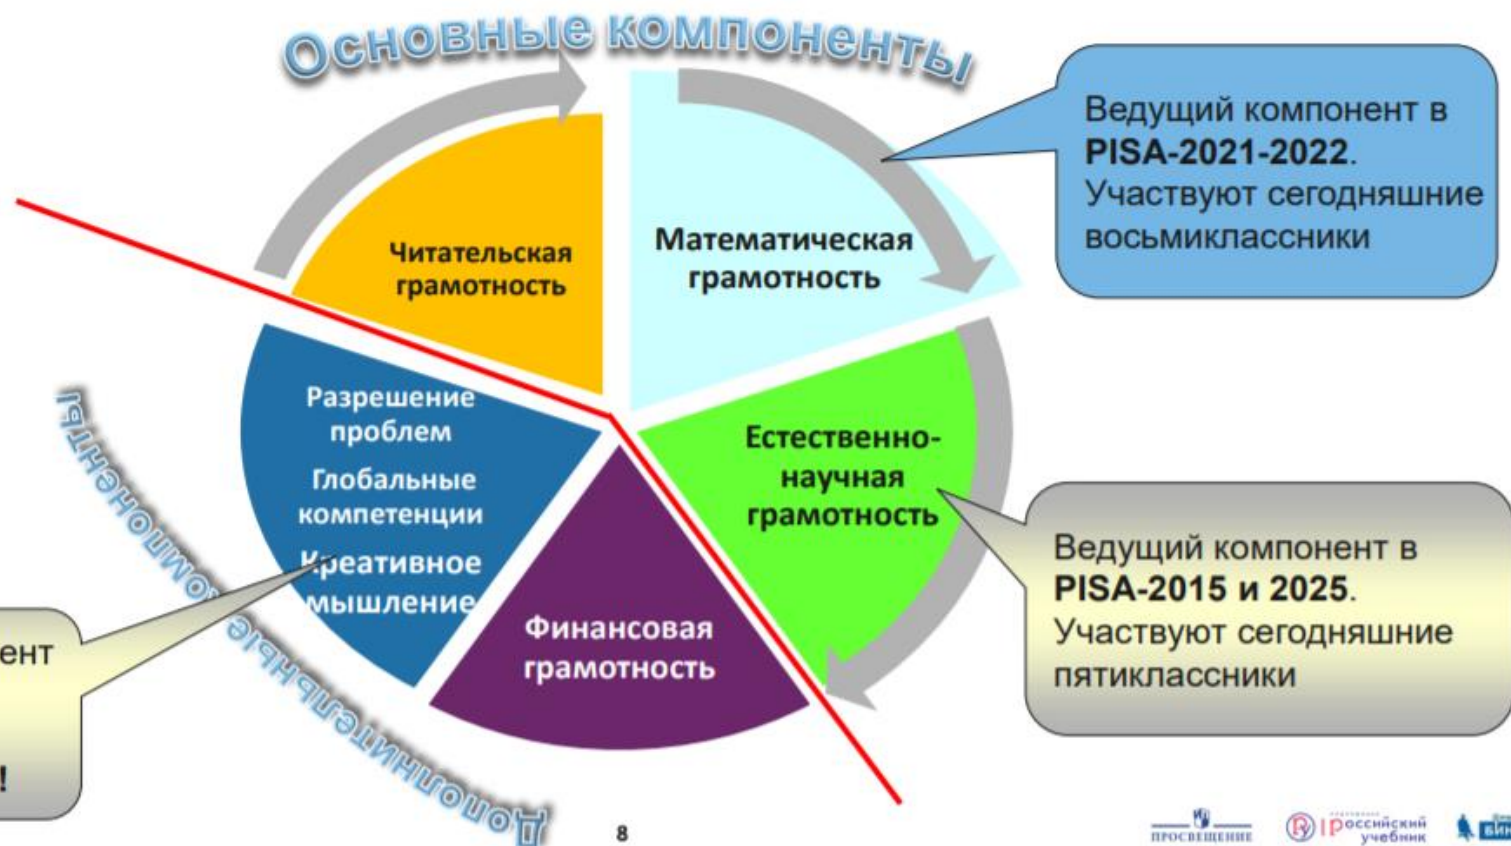 Основные компоненты
Ведущий компонент в
PISA-2021-2022.
Участвуют сегодняшние
восьмиклассники
Читательская
грамотность
Математическая
грамотность
Разрешение
проблем
Глобальные
компетенции
Креативное
мышление
Естественно-
научная
грамотность
Финансовая
грамотность
Дополнительные компоненты
Ведущий компонент в
PISA-2015 и 2025.
Участвуют сегодняшние
пятиклассники
ент
!
8
ПРОСВЕЩЕНИЕ
российский
учебник